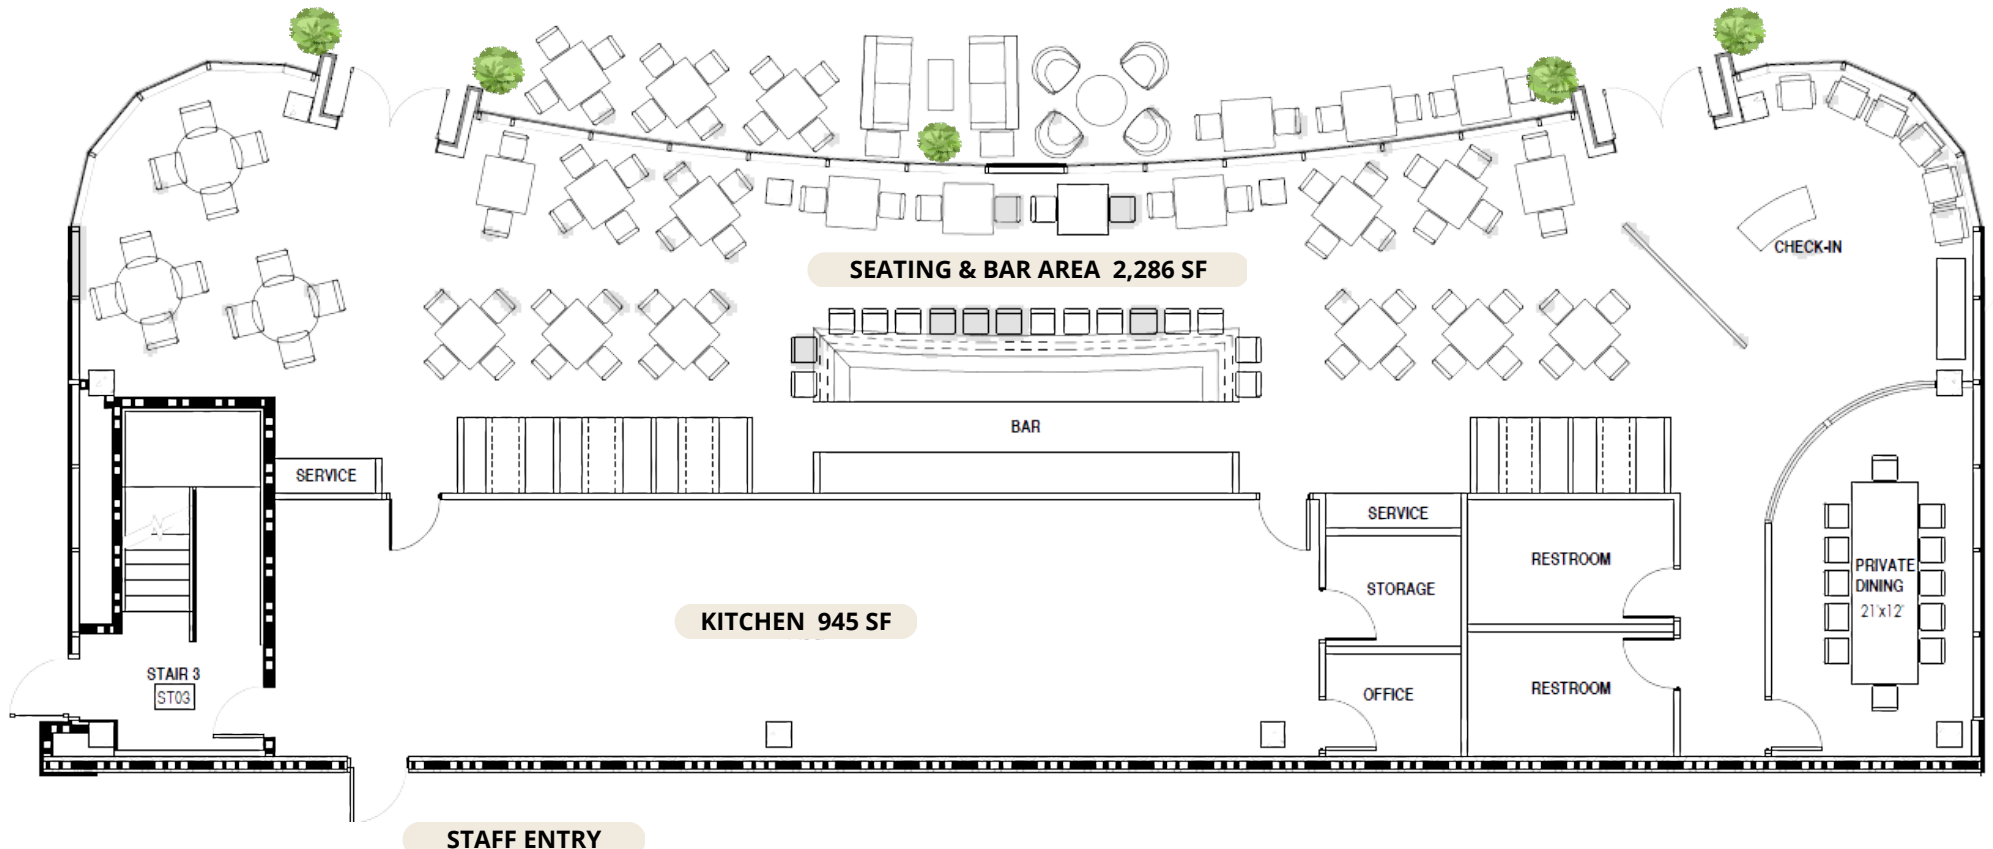 SEATING & BAR AREA 2,286 SF
CHECK-IN
BAR
SERVICE
SERVICE
STORAGE
RESTROOM
PRIVATE
DINING
21'x12'
KITCHEN 945 SF
STAIR 3
ST03
OFFICE
RESTROOM
STAFF ENTRY